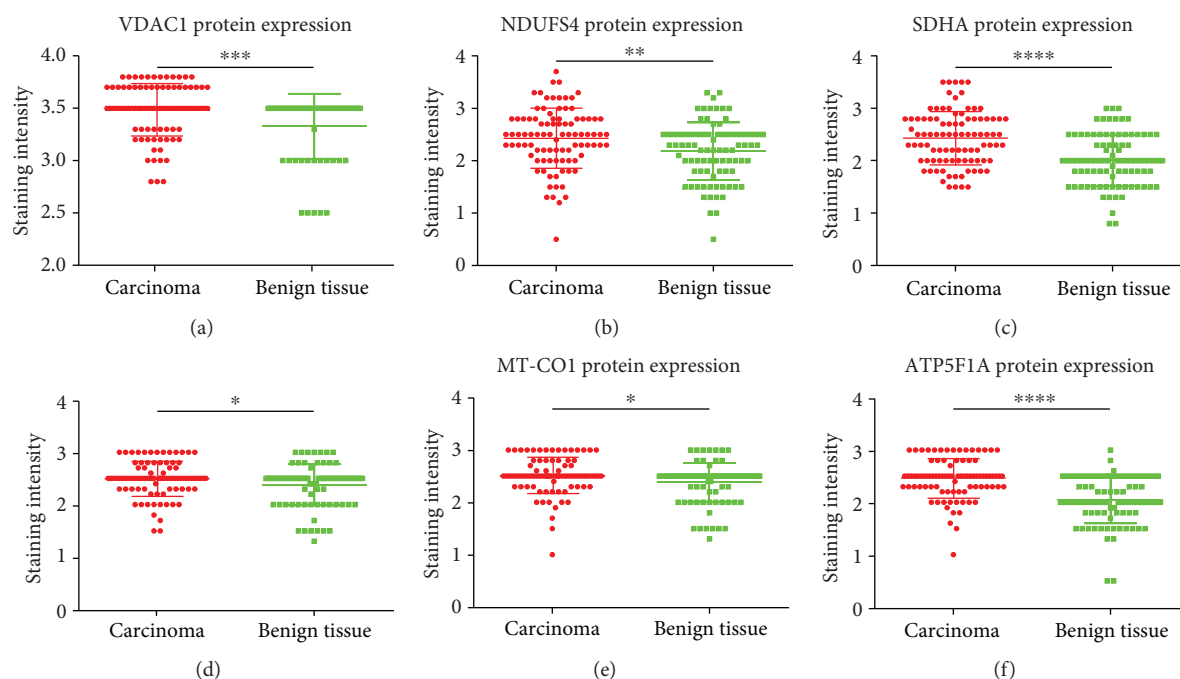 VDAC1 protein expression
***
4.0
3.5
3.0
2.5
2.0
Staining intensity
Carcinoma
Benign tissue
(a)
NDUFS4 protein expression
**
4
3
2
1
0
Staining intensity
Carcinoma
Benign tissue
(b)
SDHA protein expression
****
4
3
2
1
0
Staining intensity
Carcinoma
Benign tissue
(c)
*
4
3
2
1
0
Staining intensity
Carcinoma
Benign tissue
(d)
MT-CO1 protein expression
*
4
3
2
1
0
Staining intensity
Carcinoma
Benign tissue
(e)
ATP5F1A protein expression
****
4
3
2
1
0
Staining intensity
Carcinoma
Benign tissue
(f)